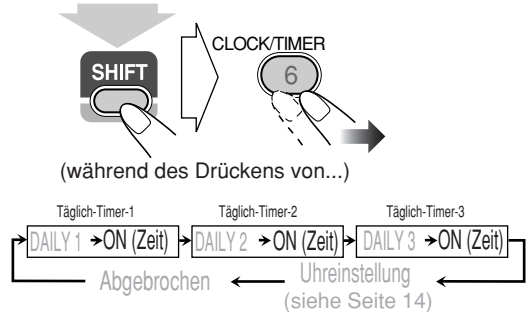 CLOCK/TIMER
SHIFT
6
(während des Drückens von...)
Täglich-Timer-1 Täglich-Timer-2 Täglich-Timer-3
DAILY 1 ➔ON (Zeit) DAILY 2 ➔ON (Zeit) DAILY 3 ➔ON (Zeit)
Abgebrochen Uhreinstellung
(siehe Seite 14)